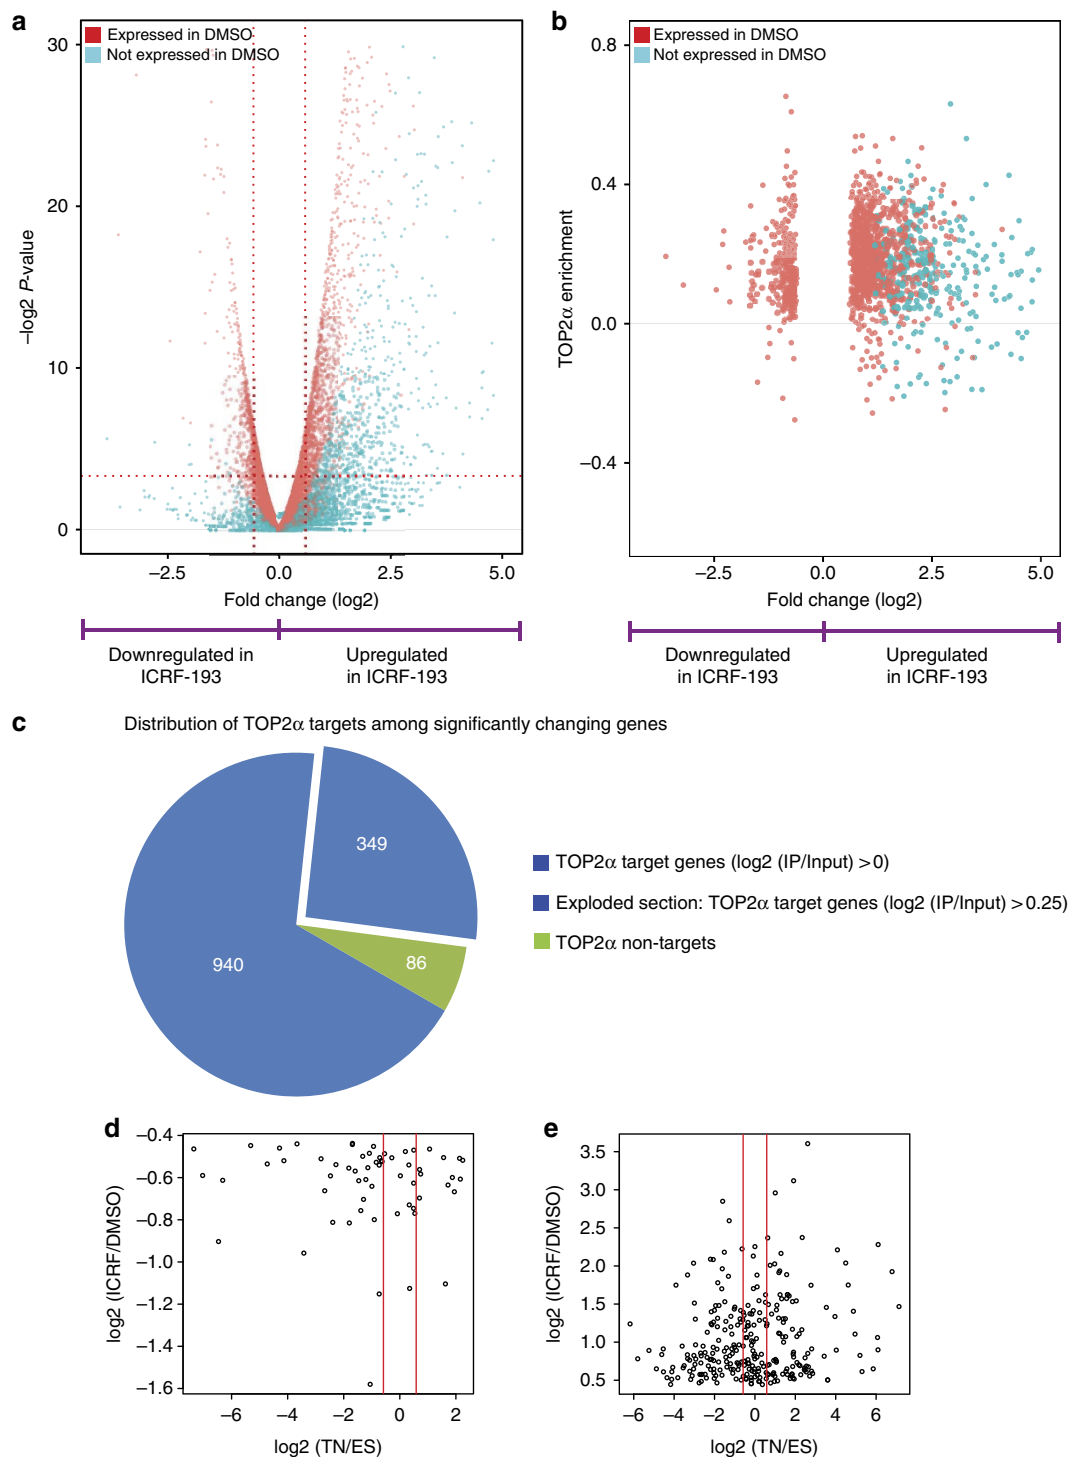 a
Expressed in DMSO
Not expressed in DMSO
30
20
10
0
–log2 P-value
–2.5
0.0
2.5
5.0
Fold change (log2)
Downregulated in
ICRF-193
Upregulated
in ICRF-193
b
Expressed in DMSO
Not expressed in DMSO
0.8
0.4
0.0
–0.4
TOP2α enrichment
–2.5
0.0
2.5
5.0
Fold change (log2)
Downregulated
in ICRF-193
Upregulated
in ICRF-193
c
Distribution of TOP2α targets among significantly changing genes
349
940
86
TOP2α target genes (log2 (IP/Input) >0)
Exploded section: TOP2α target genes (log2 (IP/Input) >0.25)
TOP2α non-targets
d
–0.4
–0.6
–0.8
–1.0
–1.2
–1.4
–1.6
log2 (ICRF/DMSO)
–6
–4
–2
0
2
log2 (TN/ES)
e
3.5
3.0
2.5
2.0
1.5
1.0
0.5
log2 (ICRF/DMSO)
–6
–4
–2
0
2
4
6
log2 (TN/ES)